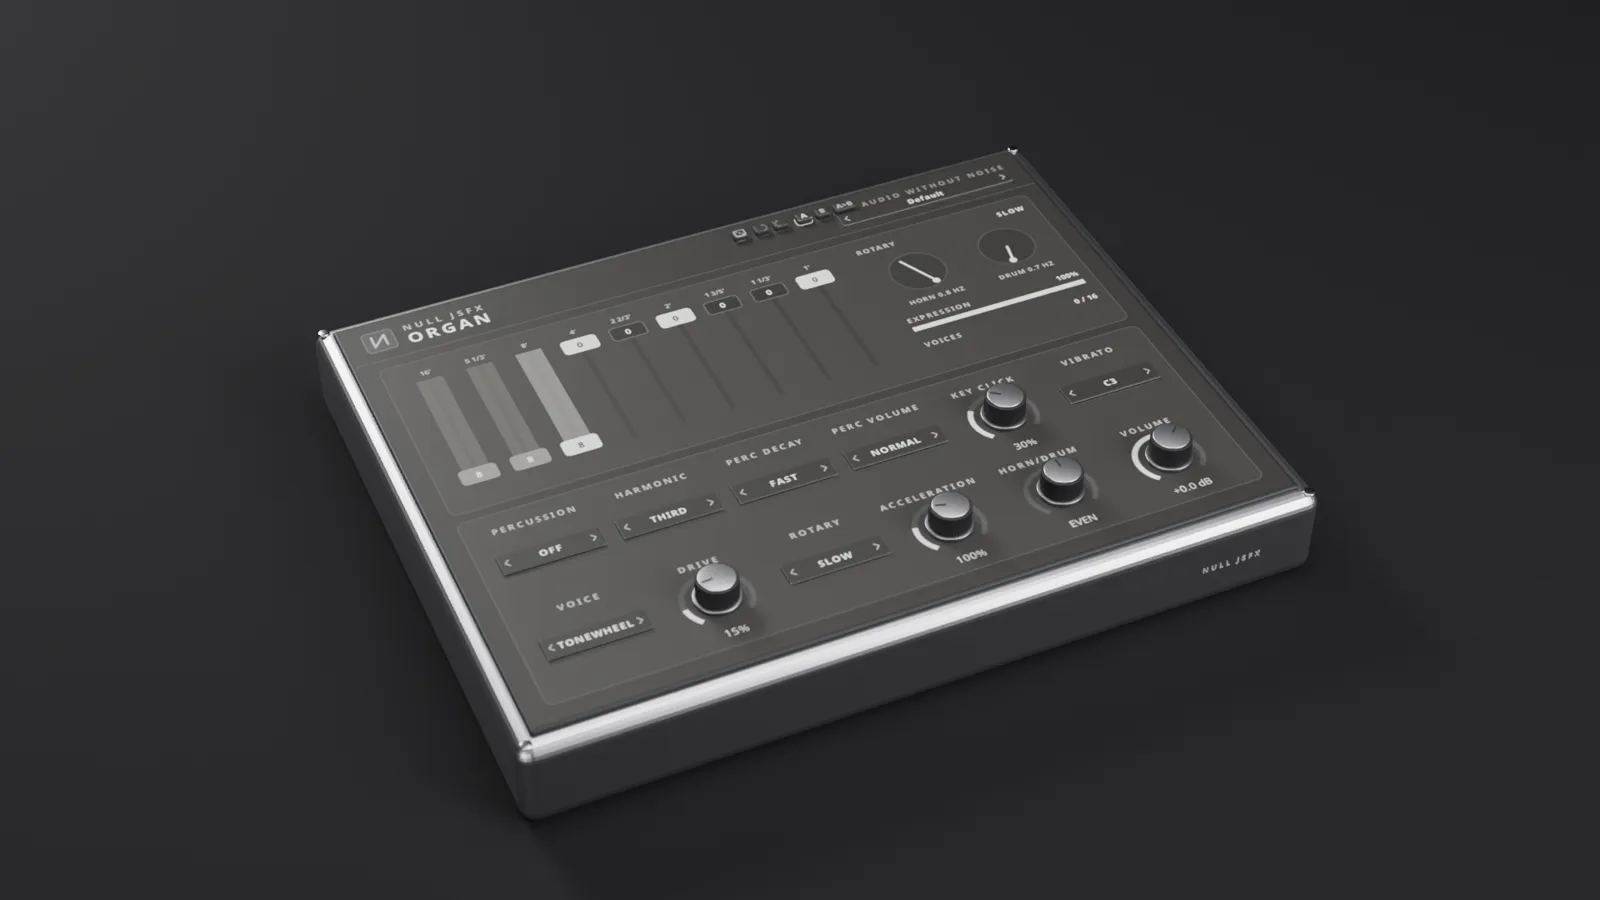 NULL JSFX
ORGAN
A
B
A>B
AUDIO WITHOUT NOISE
< Default >
16'
5 1/3'
8'
4'
2 2/3'
2'
1 3/5'
1 1/3'
1'
8
8
8
0
0
0
0
0
0
ROTARY
SLOW
HORN 0.8 HZ
DRUM 0.7 HZ
EXPRESSION
100%
VOICES
0 / 16
PERCUSSION
< OFF >
HARMONIC
< THIRD >
PERC DECAY
< FAST >
PERC VOLUME
< NORMAL >
KEY CLICK
30%
VIBRATO
< C3 >
VOICE
< TONEWHEEL >
DRIVE
15%
ROTARY
< SLOW >
ACCELERATION
100%
HORN/DRUM
EVEN
VOLUME
+0.0 dB
NULL JSFX